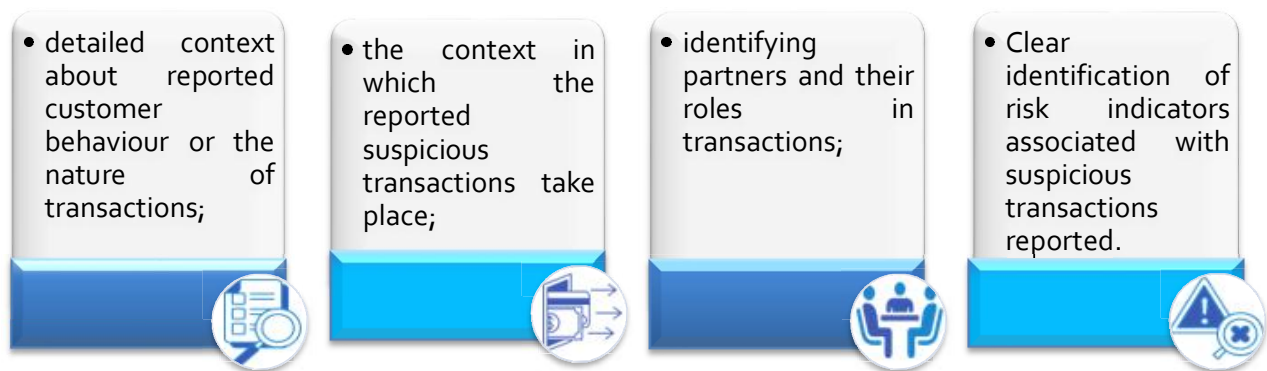 • detailed context
about reported
customer
behaviour or the
nature of
transactions;
• the context in
which the
reported
suspicious
transactions take
place;
• identifying
partners and their
roles in
transactions;
• Clear
identification of
risk indicators
associated with
suspicious
transactions
reported.